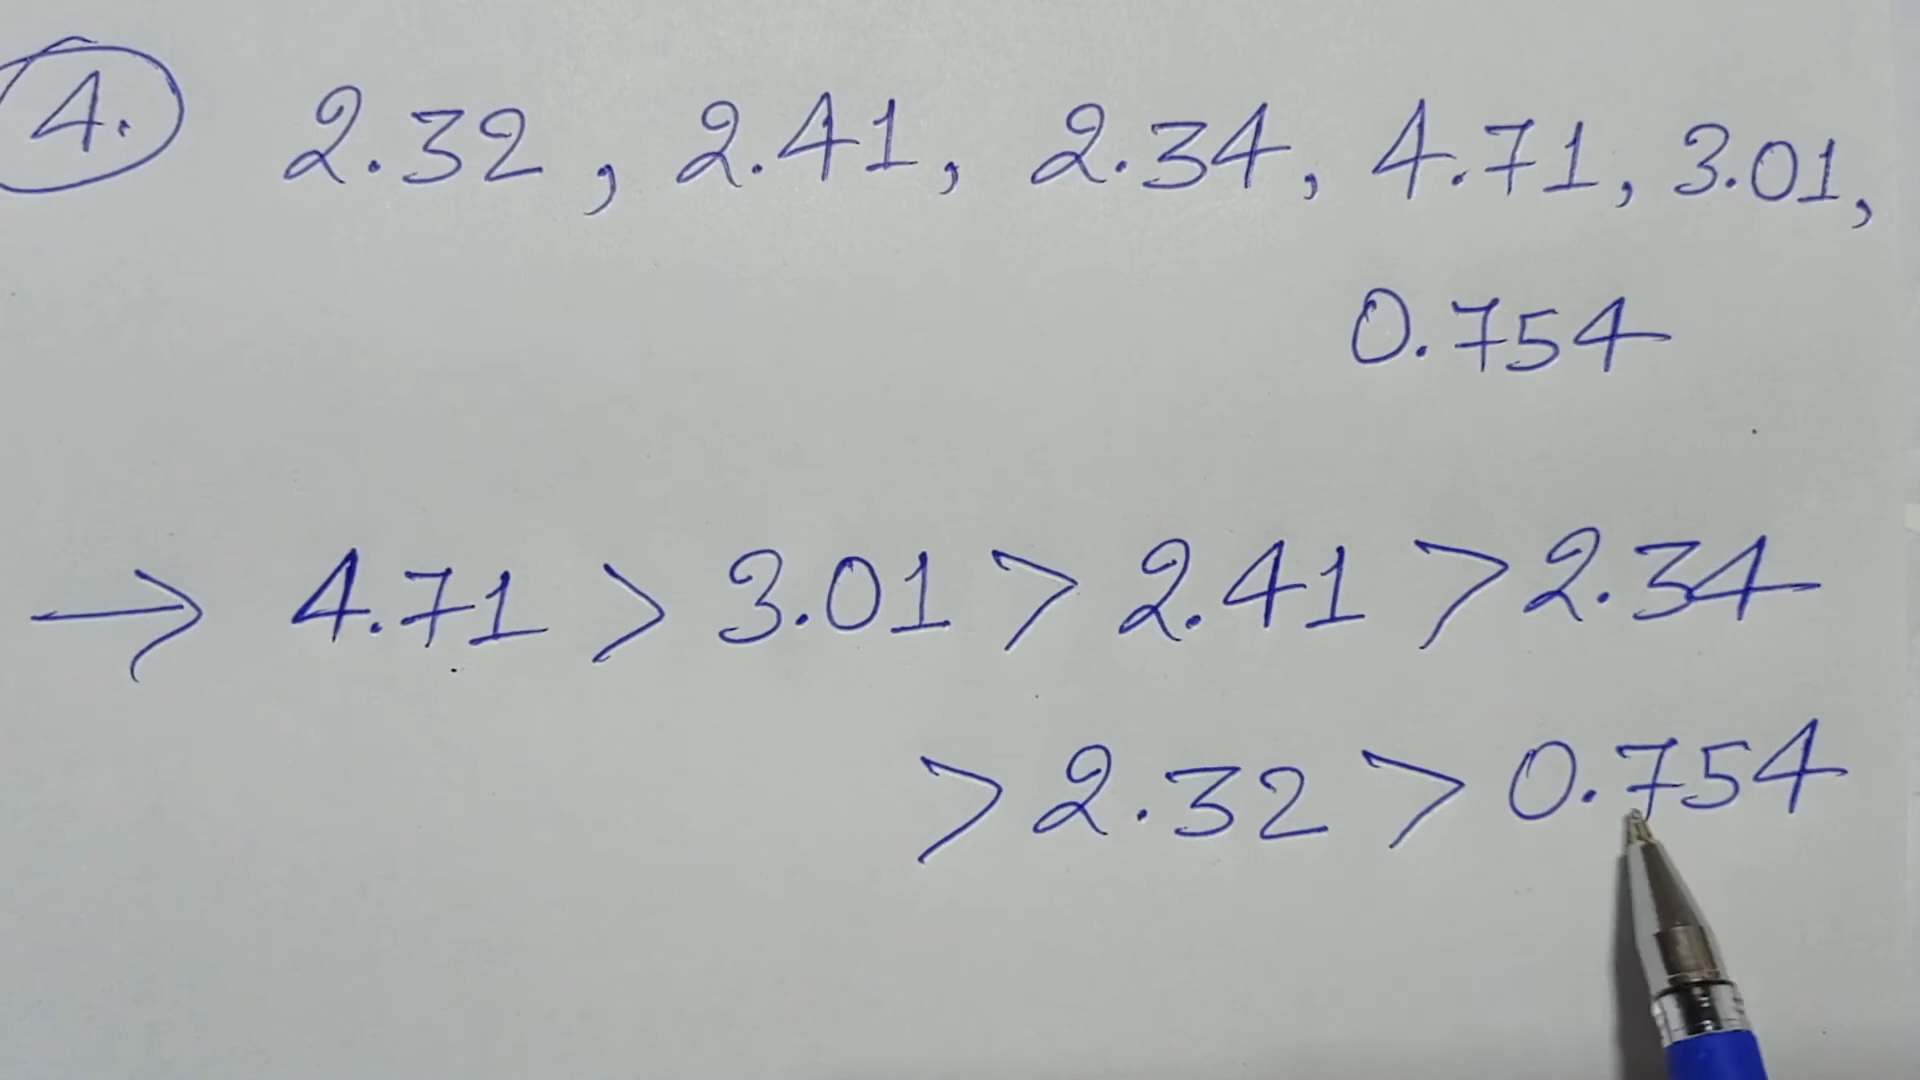 4. 2.32, 2.41, 2.34, 4.71, 3.01,
0.754
→ 4.71 > 3.01 > 2.41 > 2.34
> 2.32 > 0.754